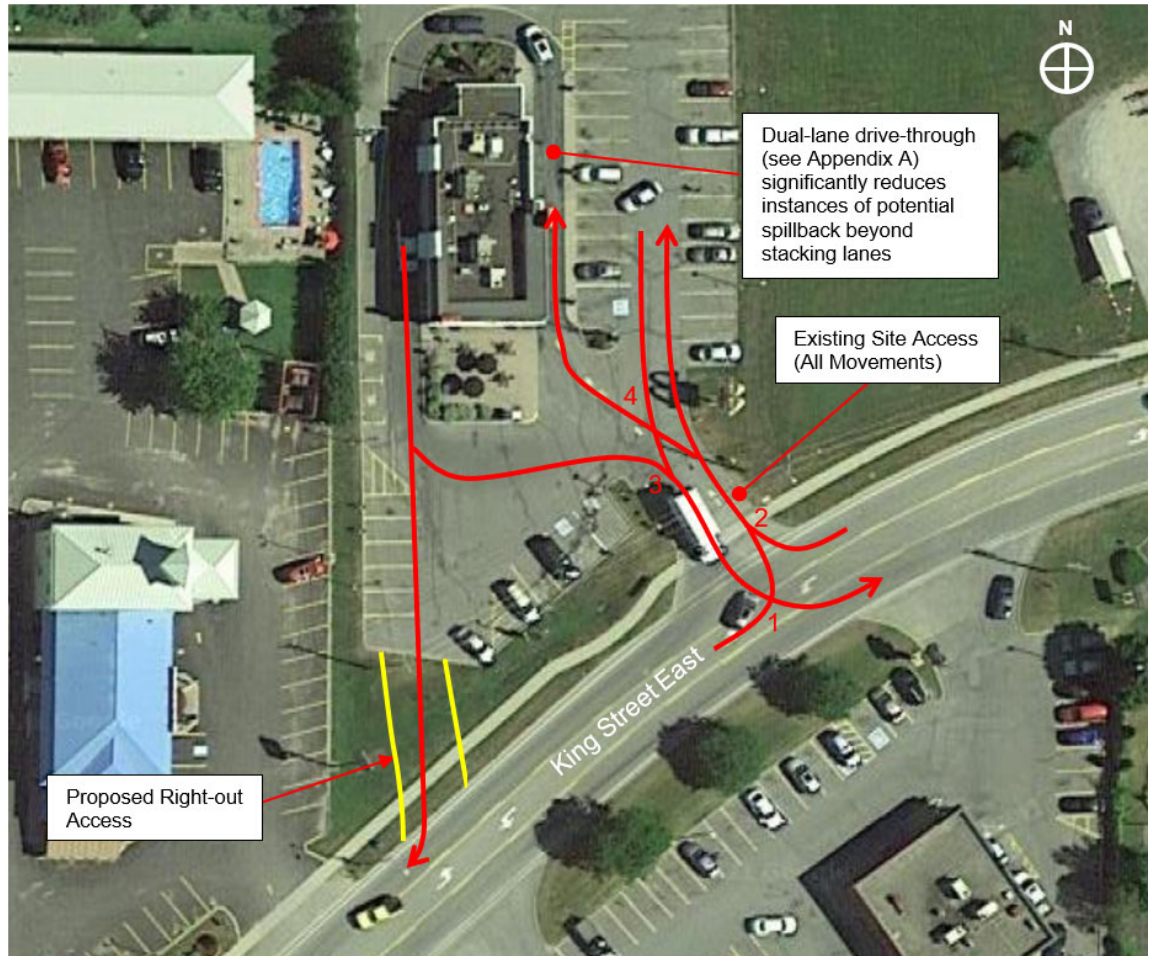 N
Dual-lane drive-through
(see Appendix A)
significantly reduces
instances of potential
spillback beyond
stacking lanes
Existing Site Access
(All Movements)
4
3
2
1
King Street East
Proposed Right-out
Access